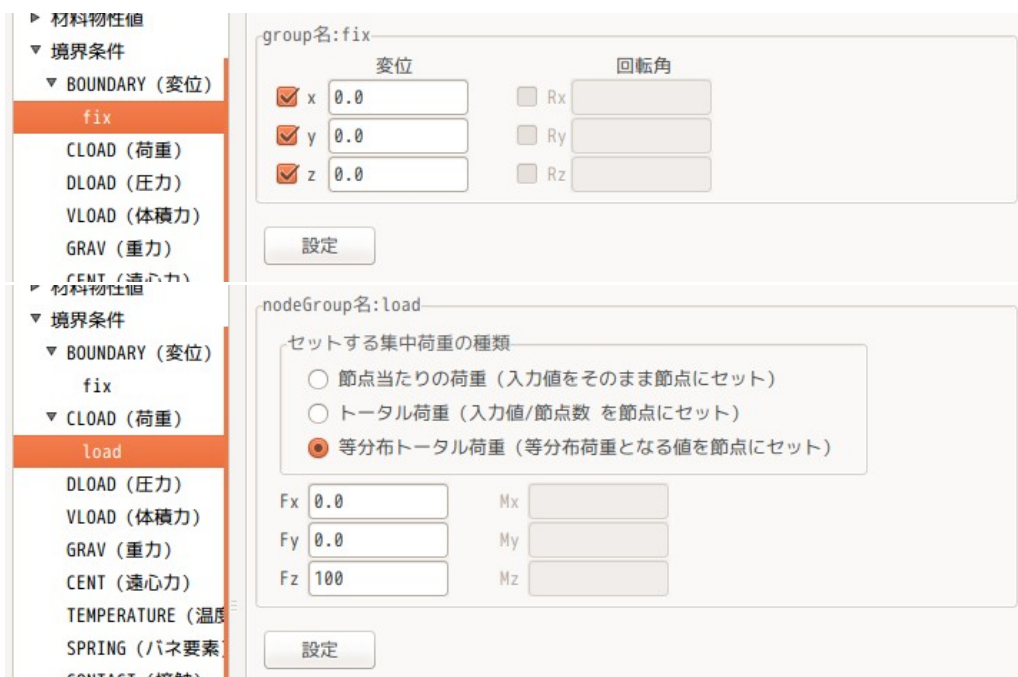 材料物性値
境界条件
BOUNDARY (変位)
fix
CLOAD (荷重)
DLOAD (圧力)
VLOAD (体積力)
GRAV (重力)
CENT (遠心力)
group名:fix
変位 回転角
x 0.0 Rx
y 0.0 Ry
z 0.0 Rz
設定
材料物性値
境界条件
BOUNDARY (変位)
fix
CLOAD (荷重)
load
DLOAD (圧力)
VLOAD (体積力)
GRAV (重力)
CENT (遠心力)
TEMPERATURE (温度
SPRING (バネ要素)
CONTACT (接触)
nodeGroup名:load
セットする集中荷重の種類
節点当たりの荷重 (入力値をそのまま節点にセット)
トータル荷重 (入力値/節点数 を節点にセット)
等分布トータル荷重 (等分布荷重となる値を節点にセット)
Fx 0.0 Mx
Fy 0.0 My
Fz 100 Mz
設定